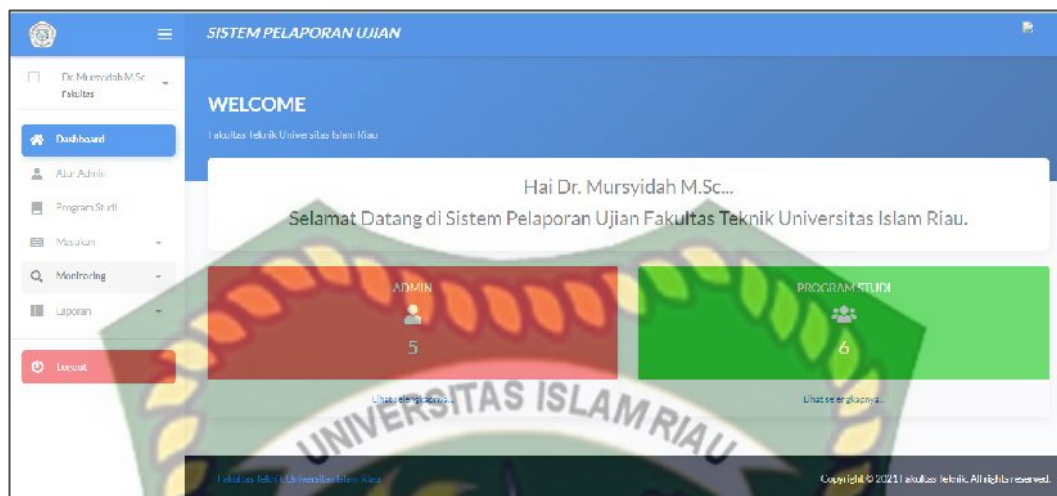 SISTEM PELAPORAN UJIAN
Dr. Mursyidah M.Sc
Fakultas
WELCOME
Fakultas Teknik Universitas Islam Riau
Dashboard
Atur Admin
Program Studi
Masakan
Monitoring
Laporan
Logout
Hai Dr. Mursyidah M.Sc...
Selamat Datang di Sistem Pelaporan Ujian Fakultas Teknik Universitas Islam Riau.
ADMIN
5
Lihat selengkapnya...
PROGRAM STUDI
6
Lihat selengkapnya...
UNIVERSITAS ISLAM RIAU
Fakultas Teknik Universitas Islam Riau
Copyright © 2021 Fakultas Teknik. All rights reserved.